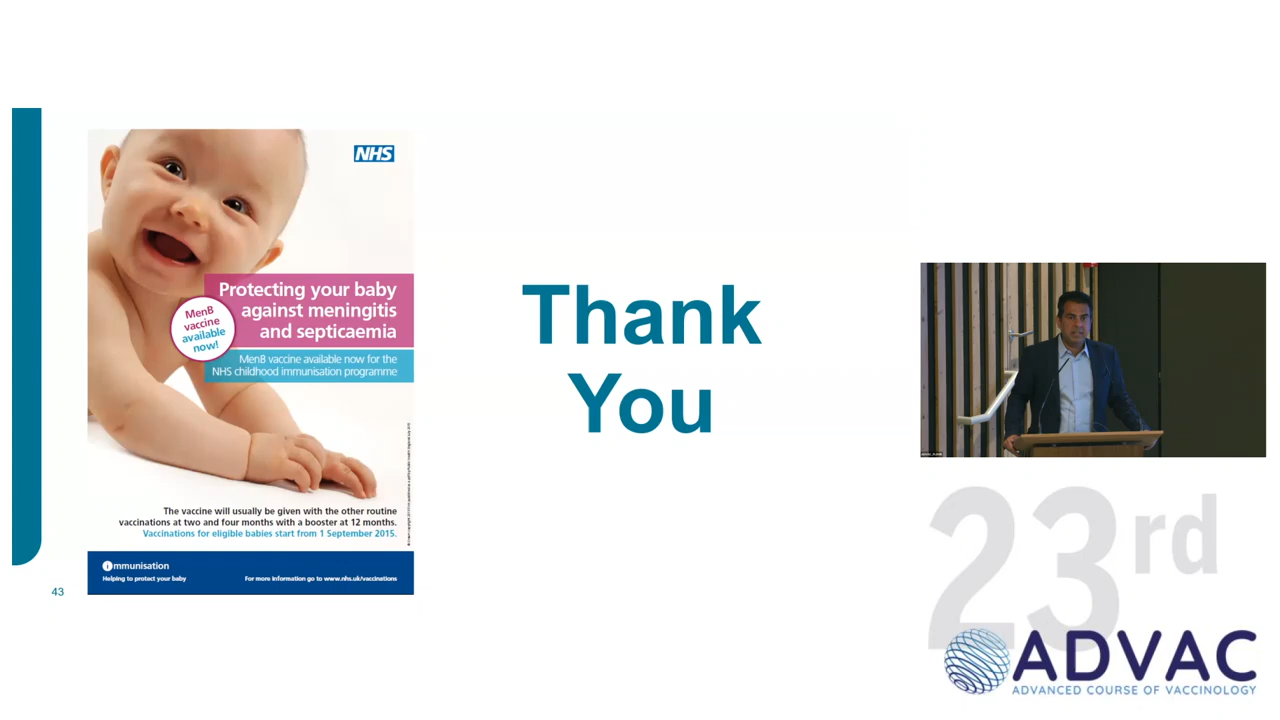 NHS
Protecting your baby
against meningitis
and septicaemia
MenB
vaccine
available
now!
MenB vaccine available now for the
NHS childhood immunisation programme
The vaccine will usually be given with the other routine
vaccinations at two and four months with a booster at 12 months.
Vaccinations for eligible babies start from 1 September 2015.
immunisation
Helping to protect your baby
For more information go to www.nhs.uk/vaccinations
43
Thank
You
23rd
ADVAC
ADVANCED COURSE OF VACCINOLOGY